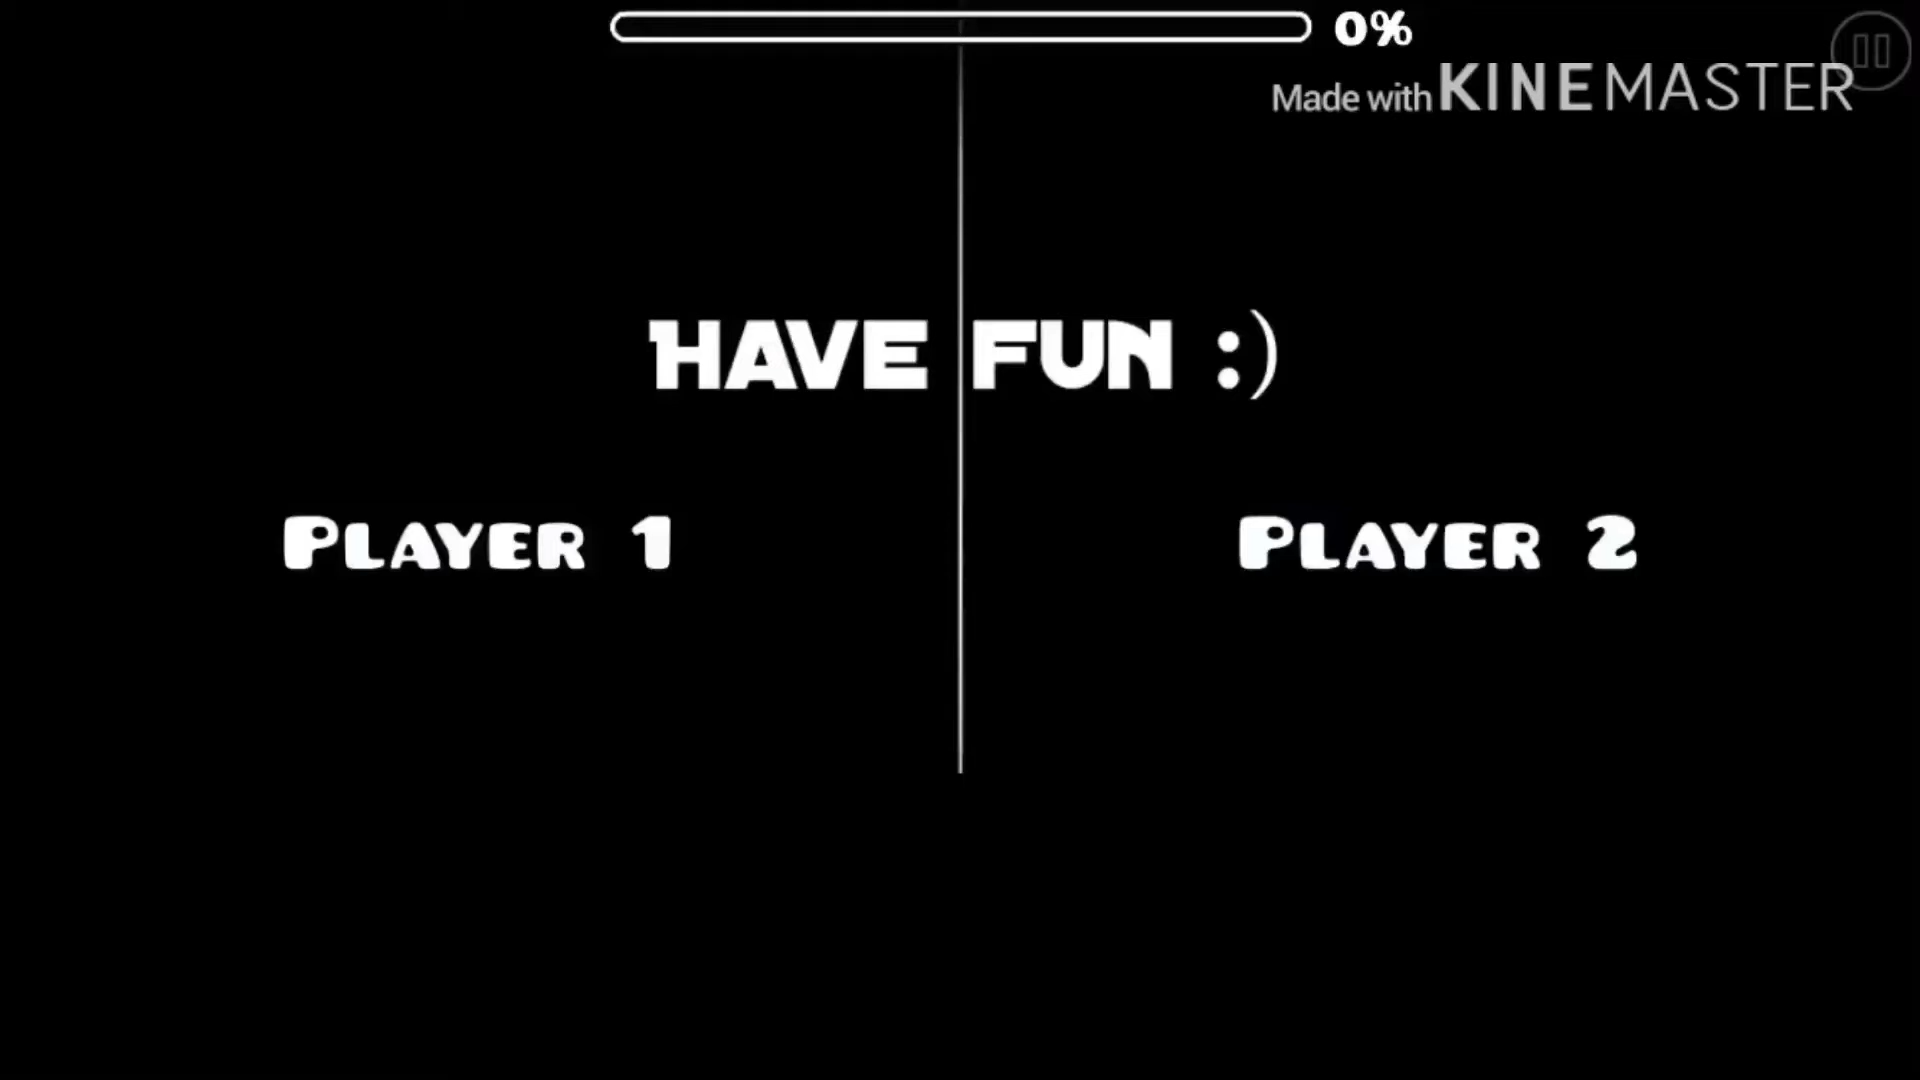 0%
Made with KINEMASTER
HAVE FUN :)
PLAYER 1
PLAYER 2